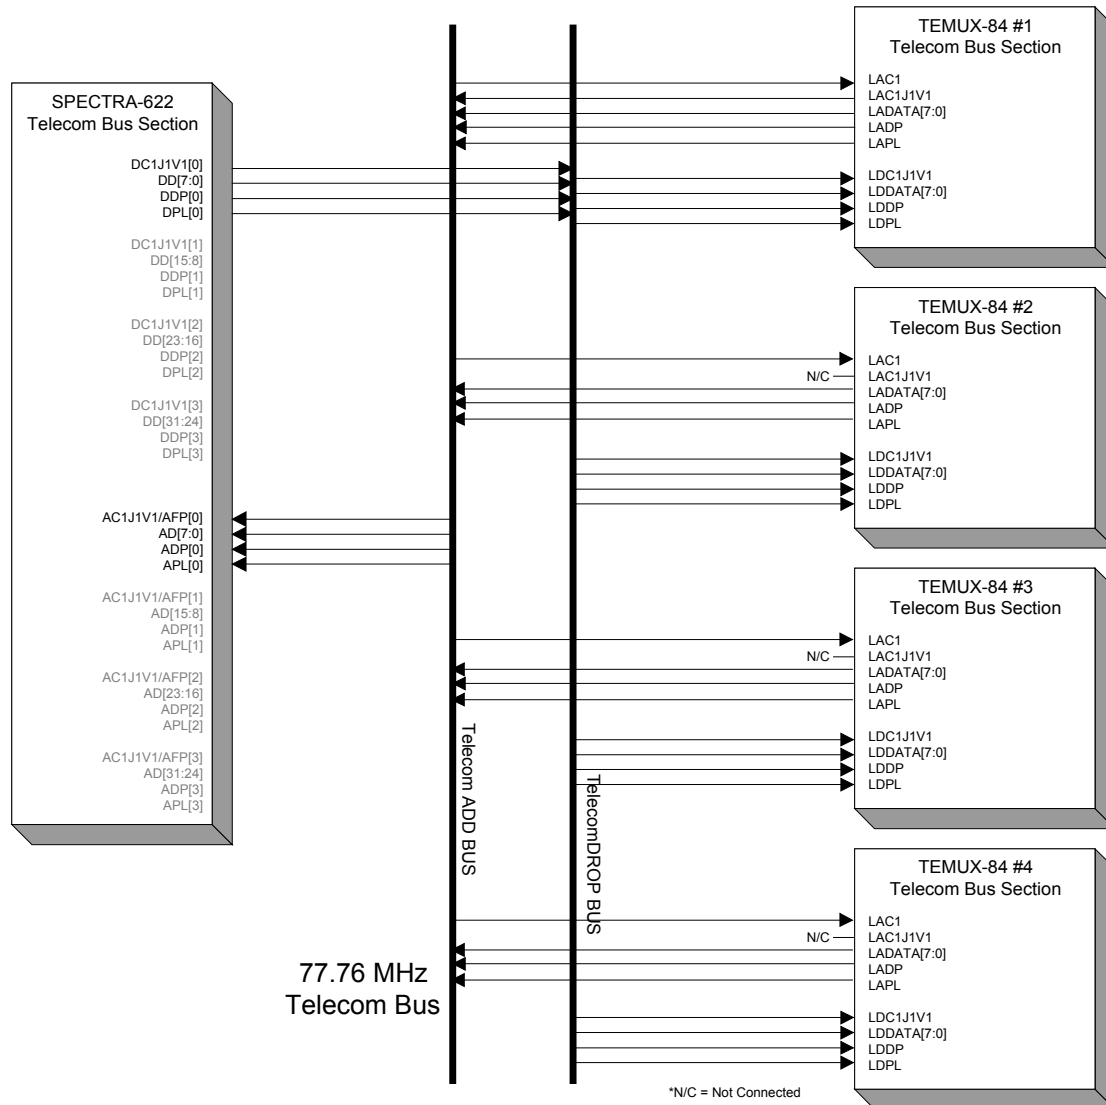 SPECTRA-622
Telecom Bus Section
DC1J1V1[0]
DD[7:0]
DDP[0]
DPL[0]
DC1J1V1[1]
DD[15:8]
DDP[1]
DPL[1]
DC1J1V1[2]
DD[23:16]
DDP[2]
DPL[2]
DC1J1V1[3]
DD[31:24]
DDP[3]
DPL[3]
AC1J1V1/AFP[0]
AD[7:0]
ADP[0]
APL[0]
AC1J1V1/AFP[1]
AD[15:8]
ADP[1]
APL[1]
AC1J1V1/AFP[2]
AD[23:16]
ADP[2]
APL[2]
AC1J1V1/AFP[3]
AD[31:24]
ADP[3]
APL[3]
Telecom ADD BUS
TelecomDROP BUS
77.76 MHz
Telecom Bus
TEMUX-84 #1
Telecom Bus Section
LAC1
LAC1J1V1
LADATA[7:0]
LADP
LAPL
LDC1J1V1
LDDATA[7:0]
LDDP
LDPL
TEMUX-84 #2
Telecom Bus Section
LAC1
N/C LAC1J1V1
LADATA[7:0]
LADP
LAPL
LDC1J1V1
LDDATA[7:0]
LDDP
LDPL
TEMUX-84 #3
Telecom Bus Section
LAC1
N/C LAC1J1V1
LADATA[7:0]
LADP
LAPL
LDC1J1V1
LDDATA[7:0]
LDDP
LDPL
TEMUX-84 #4
Telecom Bus Section
LAC1
N/C LAC1J1V1
LADATA[7:0]
LADP
LAPL
LDC1J1V1
LDDATA[7:0]
LDDP
LDPL
*N/C = Not Connected